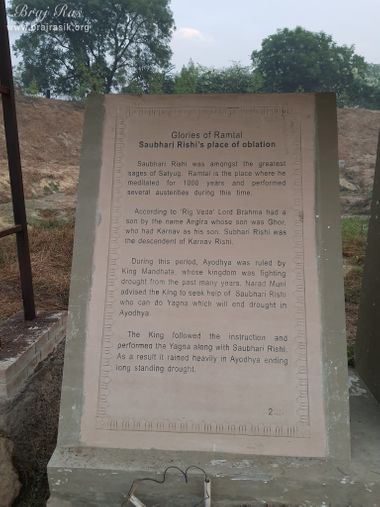 Braj Ras
www.brajrasik.org
Glories of Ramtal
Saubhari Rishi's place of oblation
Saubhari Rishi was amongst the greatest
sages of Satyug. Ramtal is the place where he
meditated for 1000 years and performed
several austerities during this time.
According to 'Rig Veda' Lord Brahma had a
son by the name Angira whose son was Ghor,
who had Karnav as his son. Subhari Rishi was
the descendent of Karnav Rishi.
During this period, Ayodhya was ruled by
King Mandhata, whose kingdom was fighting
drought from the past many years. Narad Muni
advised the King to seek help of Saubhari Rishi
who can do Yagna which will end drought in
Ayodhya.
The King followed the instruction and
performed the Yagna along with Saubhari Rishi.
As a result it rained heavily in Ayodhya ending
long standing drought.
2